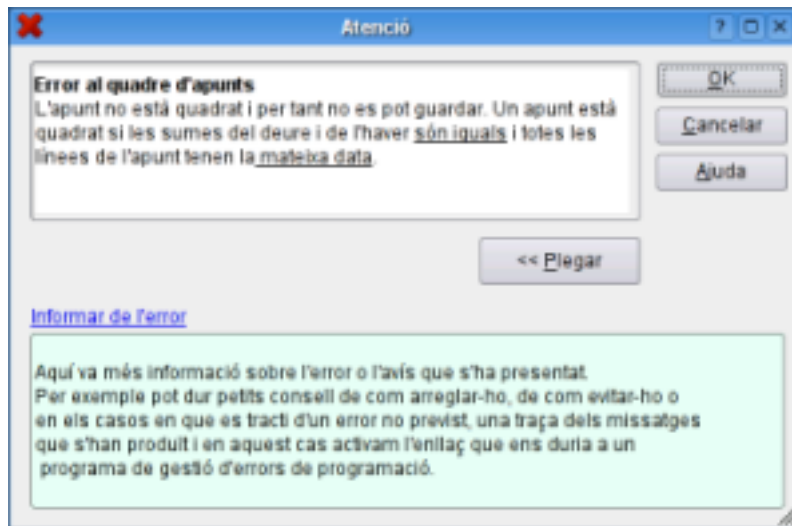 Atenció
Error al quadre d'apunts
L'apunt no està quadrat i per tant no es pot guardar. Un apunt està
quadrat si les sumes del deure i de l'haver són iguals i totes les
línees de l'apunt tenen la mateixa data.
OK
Cancelar
Ajuda
<< Plegar
Informar de l'error
Aquí va més informació sobre l'error o l'avís que s'ha presentat.
Per exemple pot dur petits consell de com arreglar-ho, de com evitar-ho o
en els casos en que es tracti d'un error no previst, una traça dels missatges
que s'han produït i en aquest cas activam l'enllaç que ens duria a un
programa de gestió d'errors de programació.